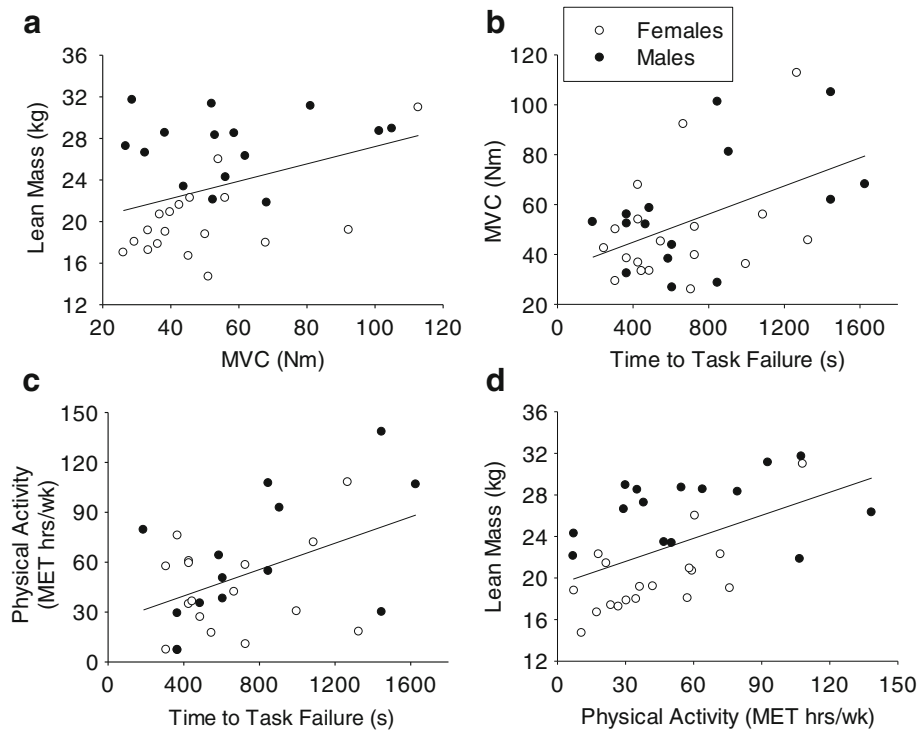 a
36
32
28
24
20
16
12
Lean Mass (kg)
20 40 60 80 100 120
MVC (Nm)
b
Females
Males
120
100
80
60
40
20
MVC (Nm)
0 400 800 1200 1600
Time to Task Failure (s)
c
150
120
90
60
30
0
Physical Activity
(MET hrs/wk)
0 400 800 1200 1600
Time to Task Failure (s)
d
36
32
28
24
20
16
12
Lean Mass (kg)
0 30 60 90 120 150
Physical Activity (MET hrs/wk)